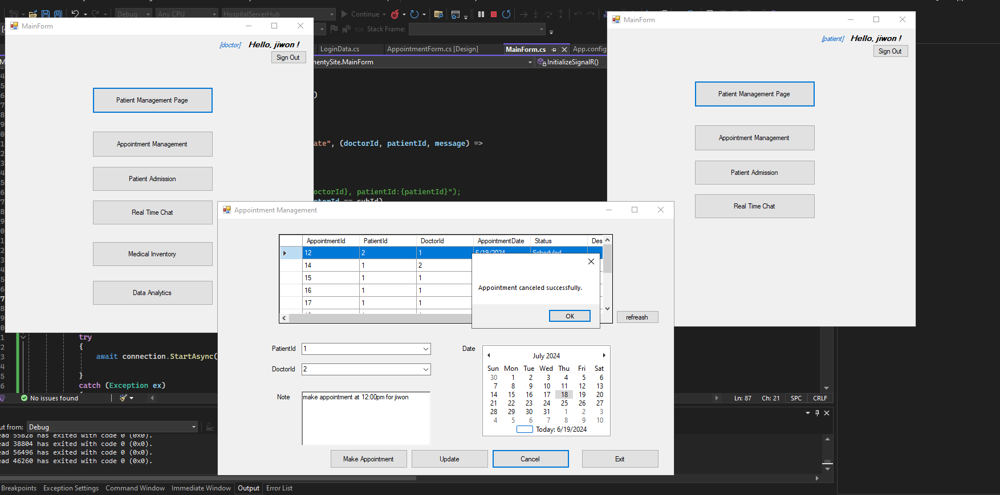 Debug
Any CPU
HospitalServerHub
Continue
Stack Frame:
LoginData.cs
AppointmentForm.cs [Design]
MainForm.cs
App.config
mentySite.MainForm
InitializeSignalR()
MainForm
[doctor] Hello, jiwon !
Sign Out
Patient Management Page
Appointment Management
Patient Admission
Real Time Chat
Medical Inventory
Data Analytics
MainForm
[patient] Hello, jiwon !
Sign Out
Patient Management Page
Appointment Management
Patient Admission
Real Time Chat
)
ate", (doctorId, patientId, message) =>
octorId}, patientId:{patientId}");
Appointment Management
AppointmentId PatientId DoctorId AppointmentDate Status Des
12 2 1 6/19/2024 Scheduled
14 1 2
15 1 1
16 1 1
17 1 1
Appointment canceled successfully.
OK
refreash
PatientId 1
DoctorId 2
Note
make appointment at 12:00pm for jiwon
Date
July 2024
Sun Mon Tue Wed Thu Fri Sat
30 1 2 3 4 5 6
7 8 9 10 11 12 13
14 15 16 17 18 19 20
21 22 23 24 25 26 27
28 29 30 31 1 2 3
4 5 6 7 8 9 10
Today: 6/19/2024
Make Appointment
Update
Cancel
Exit
try
{
await connection.StartAsync(
}
catch (Exception ex)
No issues found
Ln: 87 Ch: 21 SPC CRLF
ut from: Debug
ead 55828 has exited with code 0 (0x0).
ead 38804 has exited with code 0 (0x0).
ead 56496 has exited with code 0 (0x0).
ead 46260 has exited with code 0 (0x0).
Breakpoints Exception Settings Command Window Immediate Window Output Error List